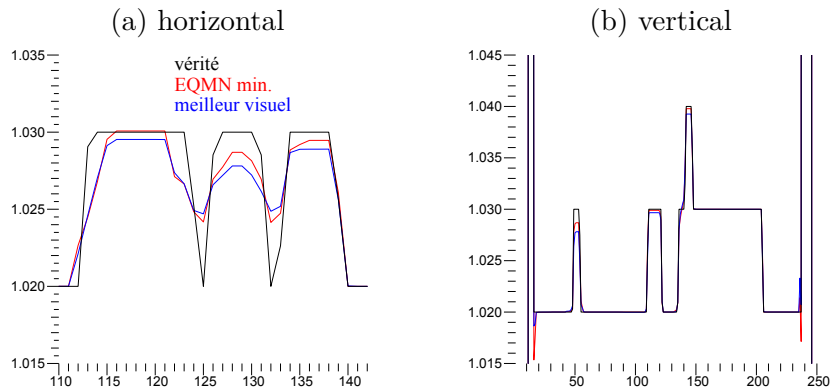 (a) horizontal
1.035
1.030
1.025
1.020
1.015
110 115 120 125 130 135 140
vérité
EQMN min.
meilleur visuel
(b) vertical
1.045
1.040
1.035
1.030
1.025
1.020
1.015
50 100 150 200 250